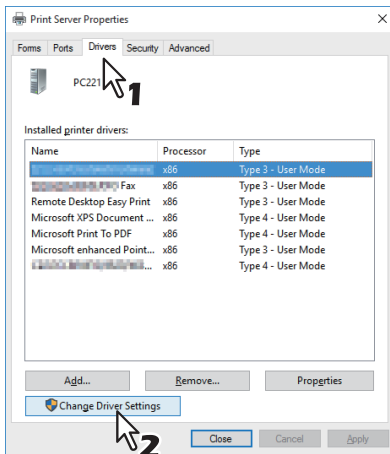 Print Server Properties
Forms Ports Drivers Security Advanced
PC221
1
Installed printer drivers:
Name Processor Type
x86 Type 3 - User Mode
Fax x86 Type 3 - User Mode
Remote Desktop Easy Print x86 Type 3 - User Mode
Microsoft XPS Document ... x86 Type 4 - User Mode
Microsoft Print To PDF x86 Type 4 - User Mode
Microsoft enhanced Point... x86 Type 3 - User Mode
... x86 Type 4 - User Mode
Add... Remove... Properties
Change Driver Settings
2
Close Cancel Apply